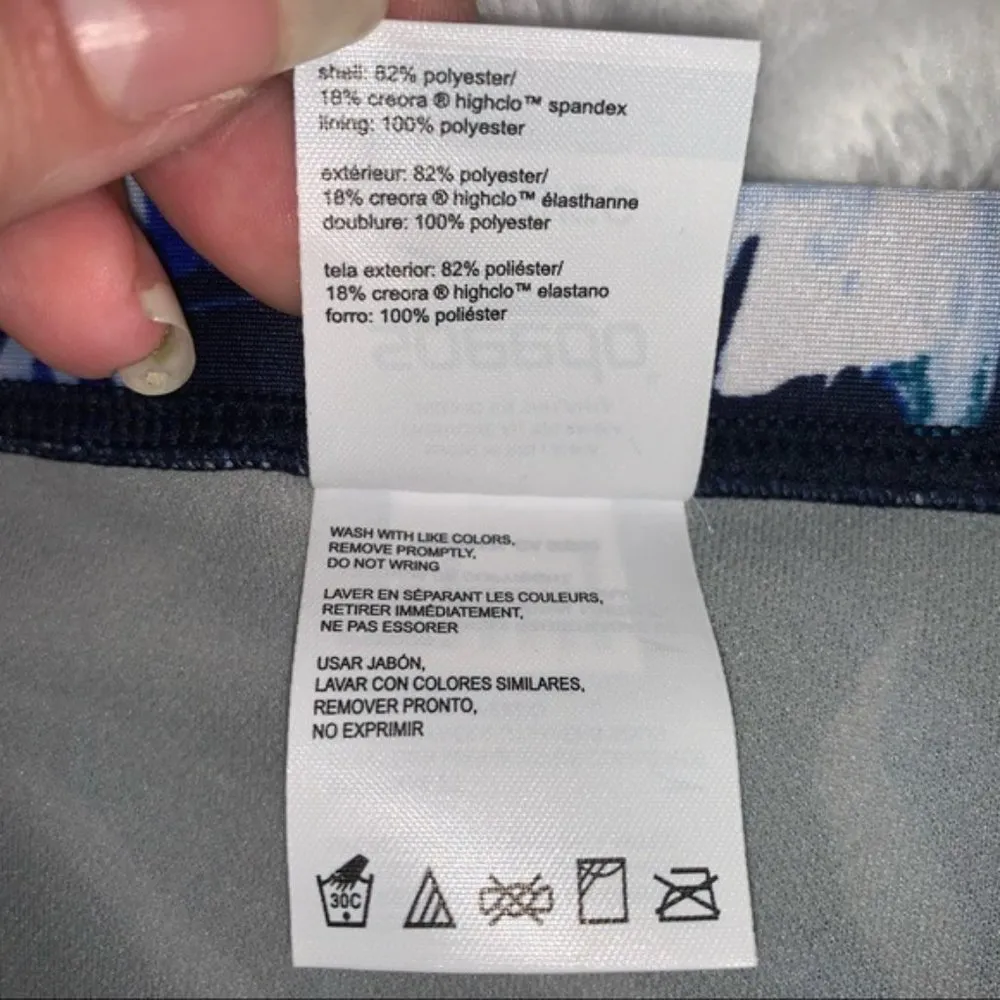 shell: 82% polyester/
18% creora ® highclo™ spandex
lining: 100% polyester
extérieur: 82% polyester/
18% creora ® highclo™ élasthanne
doublure: 100% polyester
tela exterior: 82% poliéster/
18% creora ® highclo™ elastano
forro: 100% poliéster
speedo
WASH WITH LIKE COLORS,
REMOVE PROMPTLY,
DO NOT WRING
LAVER EN SÉPARANT LES COULEURS,
RETIRER IMMÉDIATEMENT,
NE PAS ESSORER
USAR JABÓN,
LAVAR CON COLORES SIMILARES,
REMOVER PRONTO,
NO EXPRIMIR
30C